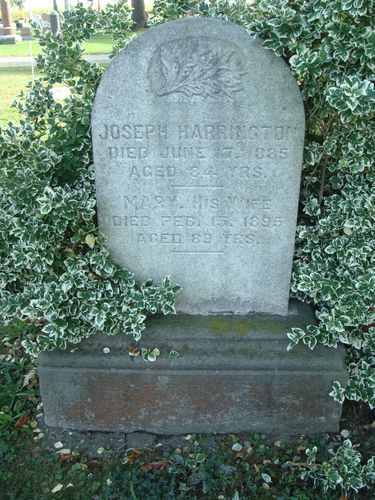 JOSEPH HARRINGTON
DIED JUNE 17. 1885
AGED 84 YRS.
MARY. HIS WIFE
DIED FEB. 15. 1895
AGED 89 YRS.